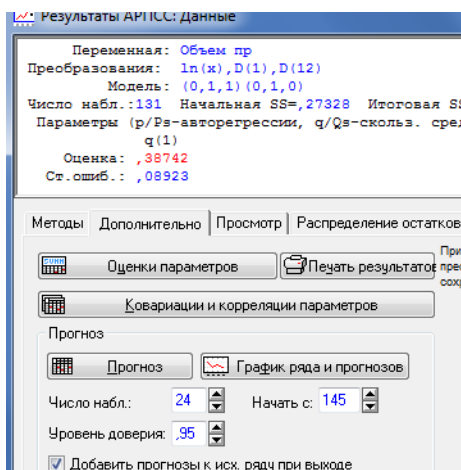 Результаты АРПСС: Данные
Переменная: Объем пр
Преобразования: ln(x),D(1),D(12)
Модель: (0,1,1)(0,1,0)
Число набл.:131 Начальная SS=,27328 Итоговая SS
Параметры (p/Ps-авторегрессии, q/Qs-скольз. сред
q(1)
Оценка: ,38742
Ст.ошиб.: ,08923
Методы Дополнительно Просмотр Распределение остатков
Оценки параметров Печать результатов
Ковариации и корреляции параметров
Прогноз
Прогноз График ряда и прогнозов
Число набл.: 24 Начать с: 145
Уровень доверия: ,95
Добавить прогнозы к исх. ряду при выходе